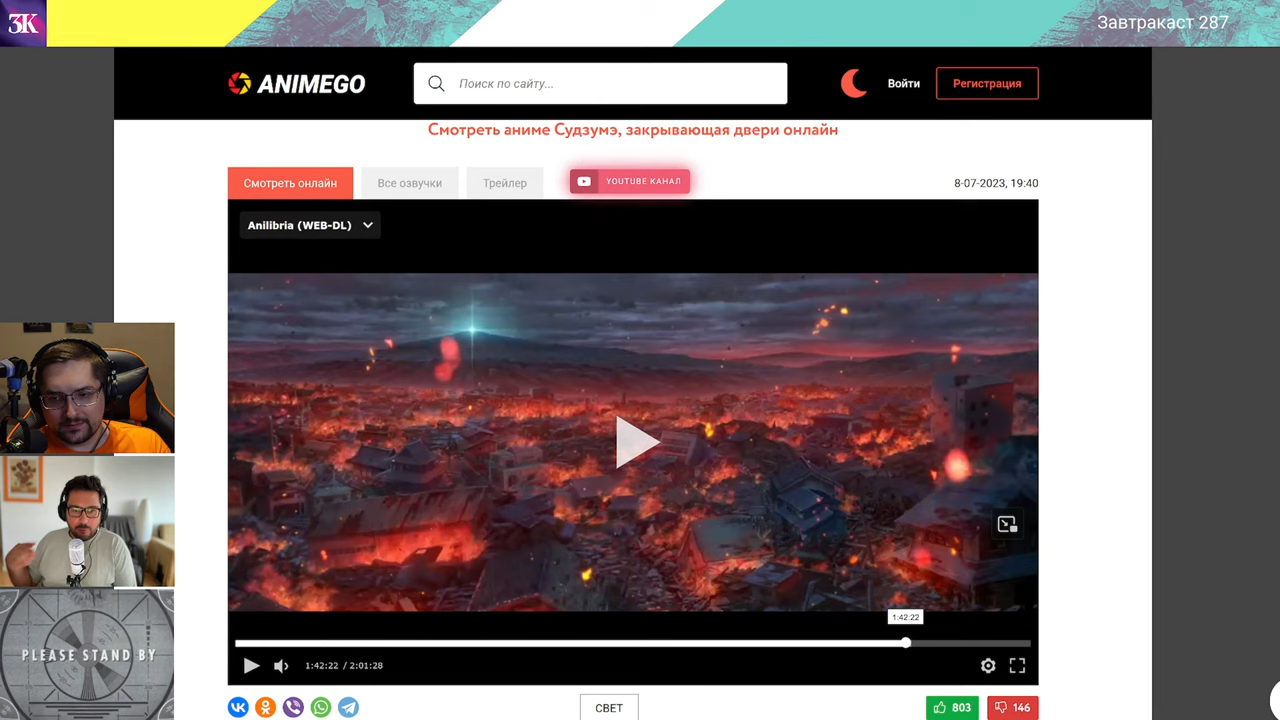 3K
Завтракаст 287
ANIMEGO
Поиск по сайту...
Войти
Регистрация
Смотреть аниме Судзумэ, закрывающая двери онлайн
Смотреть онлайн
Все озвучки
Трейлер
YOUTUBE КАНАЛ
8-07-2023, 19:40
Anilibria (WEB-DL)
PLEASE STAND BY
1:42:22
1:42:22 / 2:01:28
СВЕТ
803
146